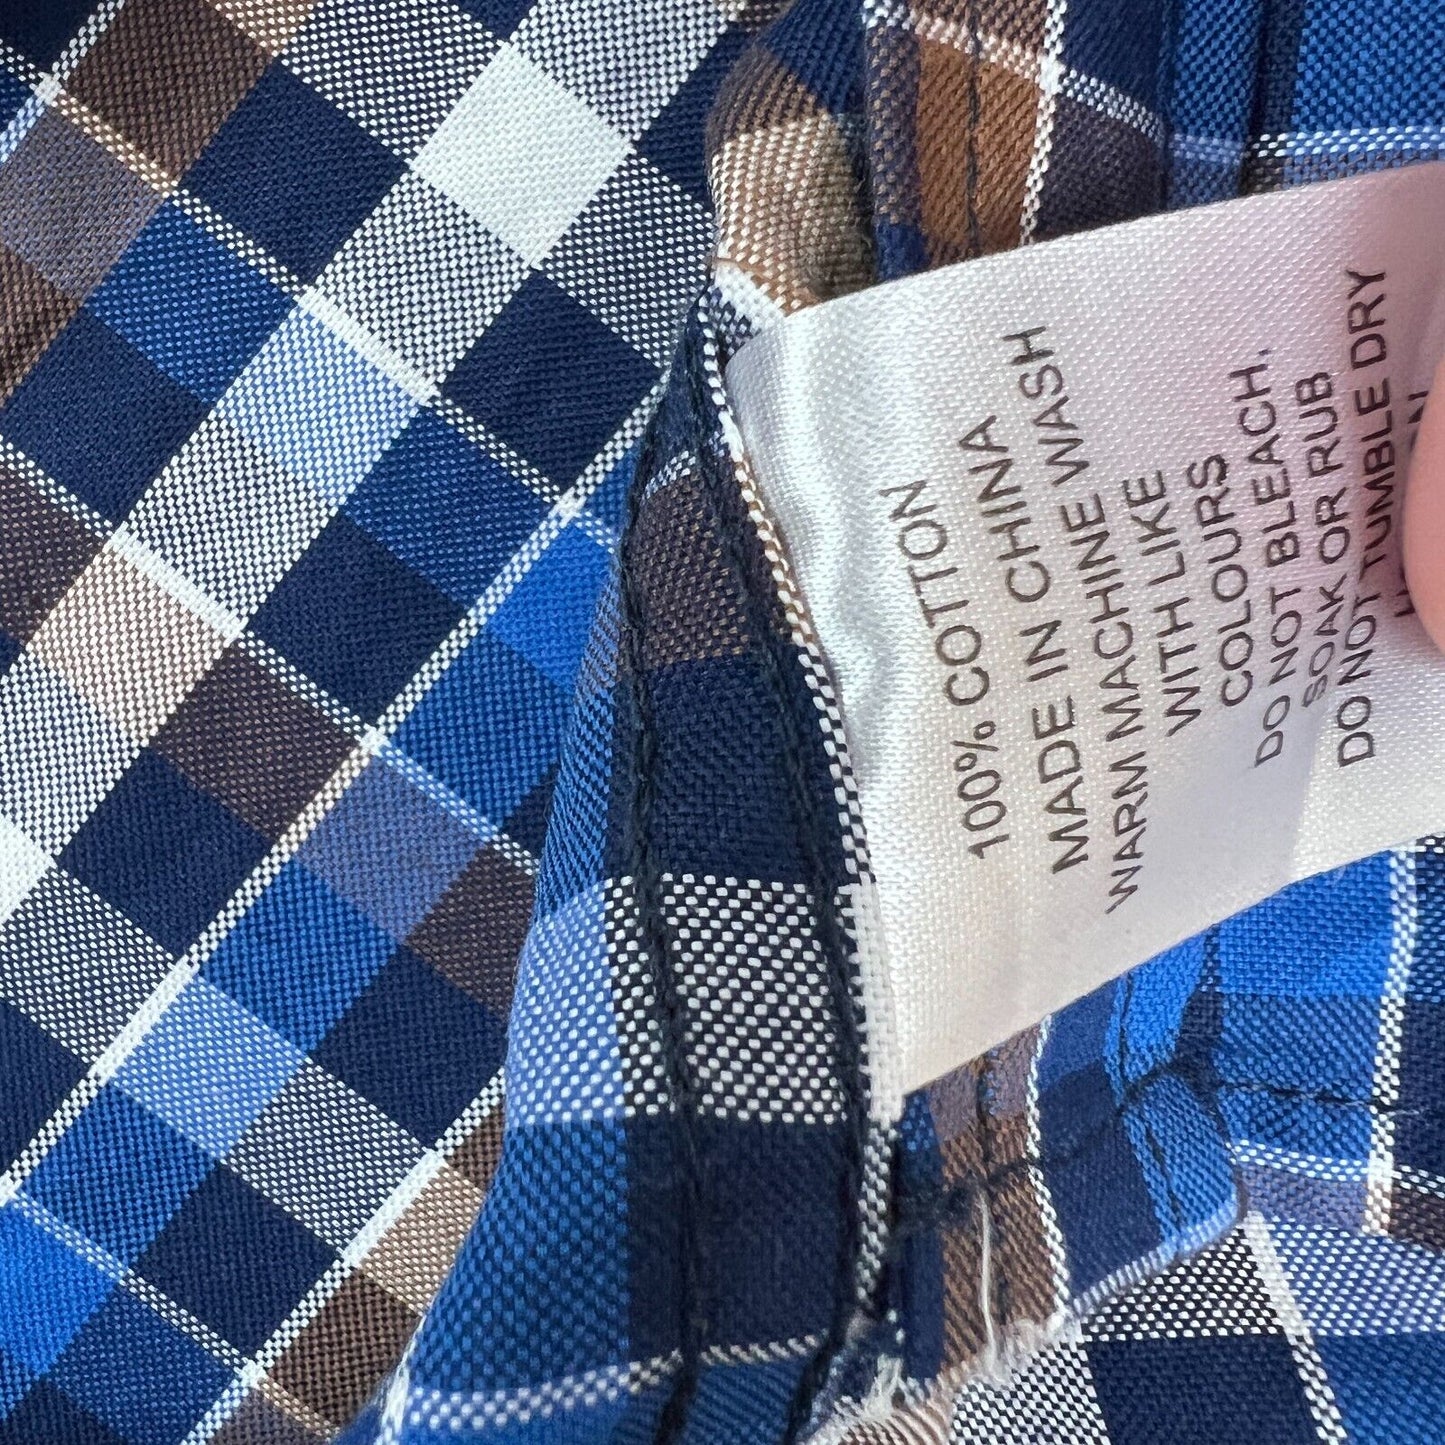 100% COTTON
MADE IN CHINA
WARM MACHINE WASH
WITH LIKE
COLOURS
DO NOT BLEACH,
SOAK OR RUB
DO NOT TUMBLE DRY